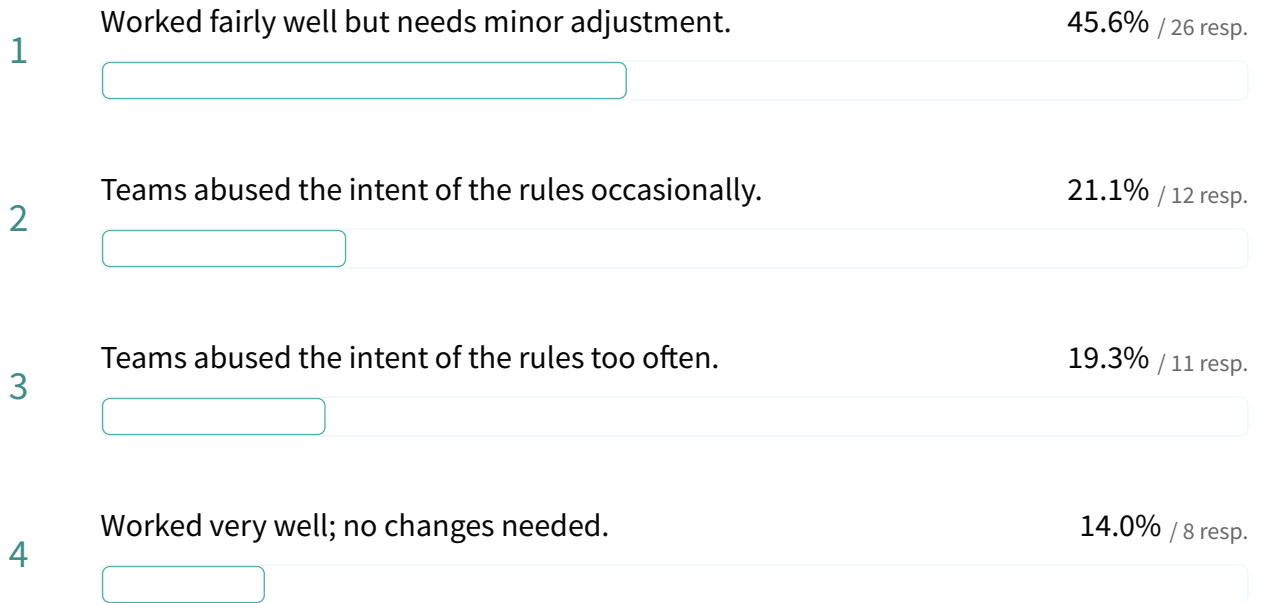 1 Worked fairly well but needs minor adjustment. 45.6% / 26 resp.
2 Teams abused the intent of the rules occasionally. 21.1% / 12 resp.
3 Teams abused the intent of the rules too often. 19.3% / 11 resp.
4 Worked very well; no changes needed. 14.0% / 8 resp.